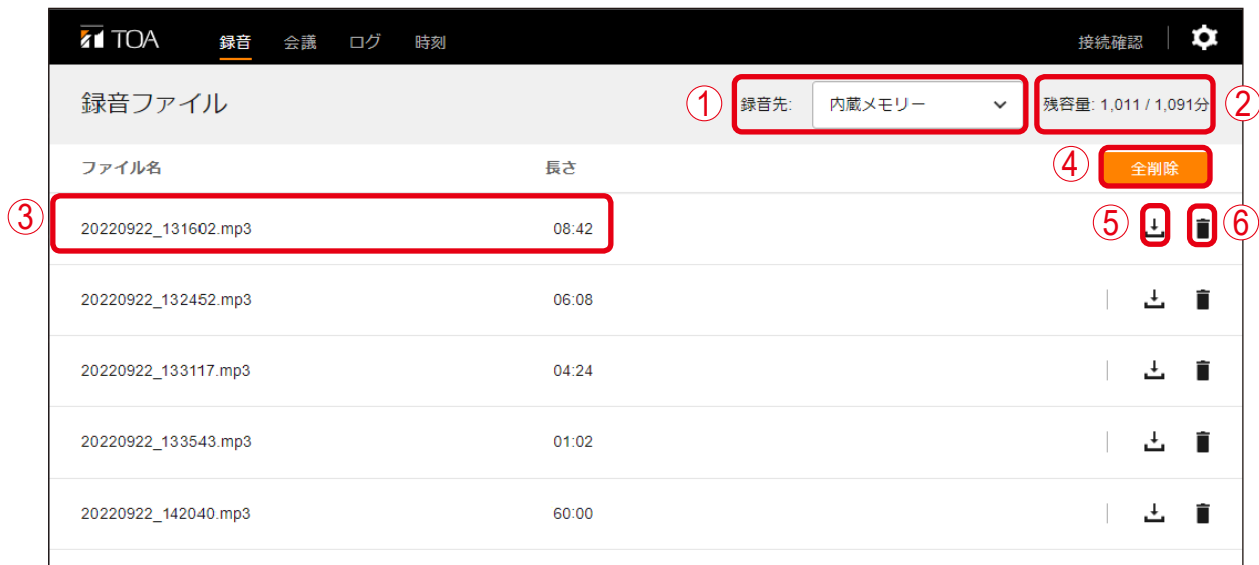 TOA 録音 会議 ログ 時刻 接続確認
録音ファイル ① 録音先: 内蔵メモリー 残容量: 1,011 / 1,091分 ②
ファイル名 長さ ④ 全削除
③ 20220922_131602.mp3 08:42 ⑤ ⑥
20220922_132452.mp3 06:08
20220922_133117.mp3 04:24
20220922_133543.mp3 01:02
20220922_142040.mp3 60:00